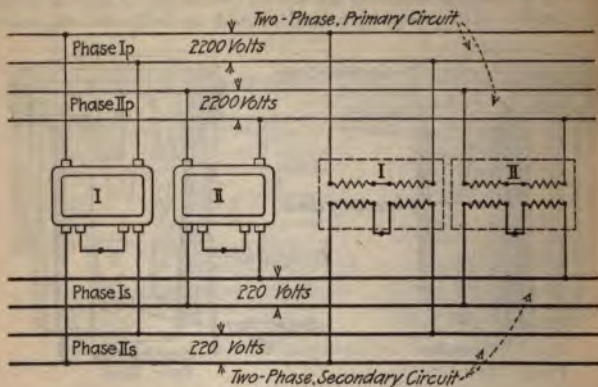 Two-Phase, Primary Circuit
Phase Ip 2200 Volts
Phase IIp 2200 Volts
I II I II
Phase Is 220 Volts
Phase IIs 220 Volts
Two-Phase, Secondary Circuit